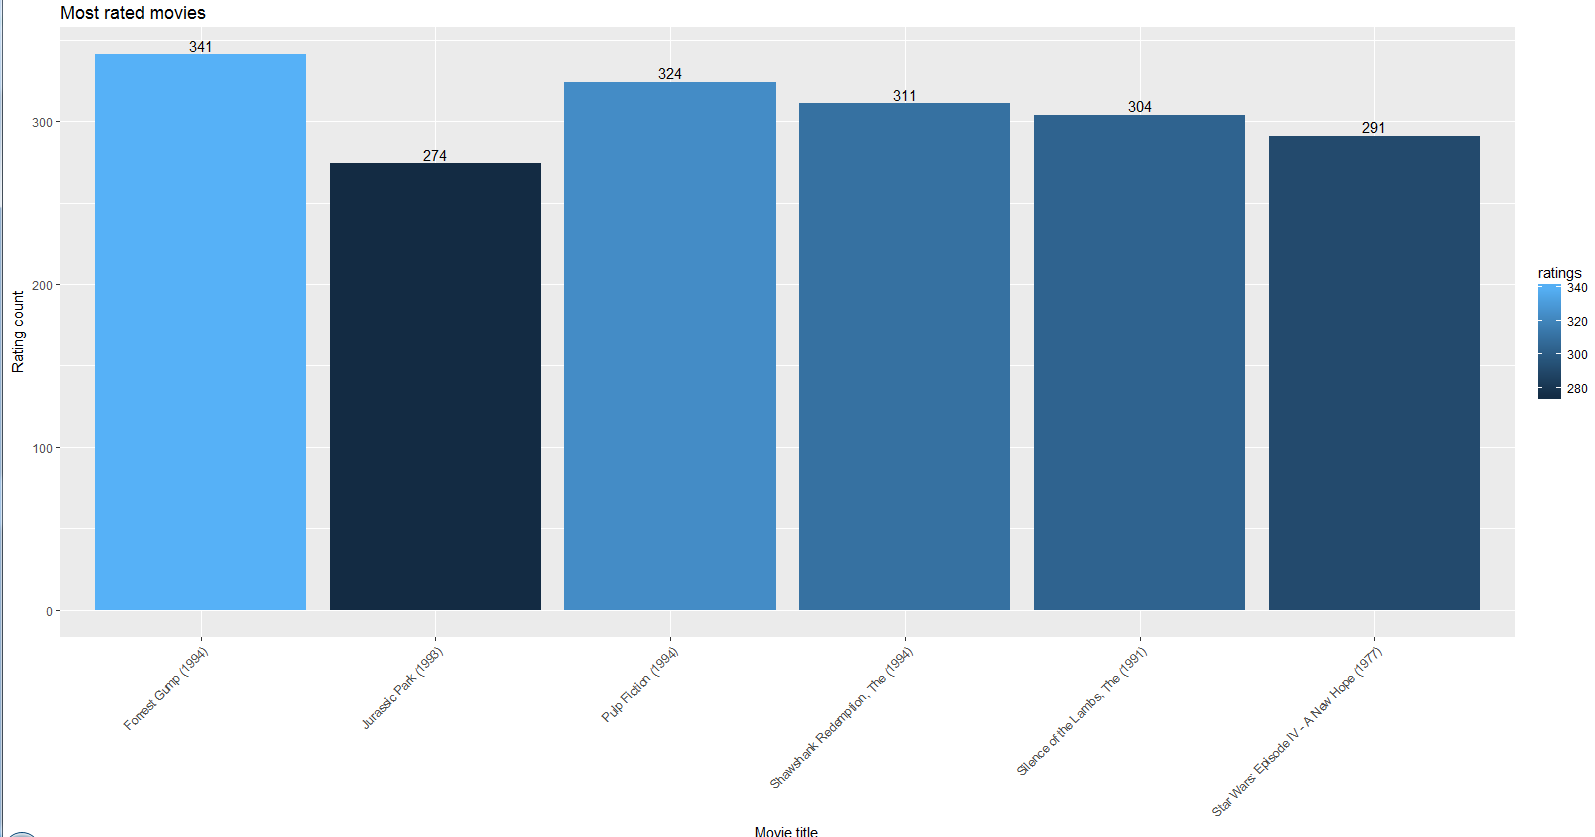 Most rated movies
341
274
324
311
304
291
Rating count
300
200
100
0
ratings
340
320
300
280
Forrest Gump (1994)
Jurassic Park (1993)
Pulp Fiction (1994)
Shawshank Redemption, The (1994)
Silence of the Lambs, The (1991)
Star Wars: Episode IV - A New Hope (1977)
Movie title